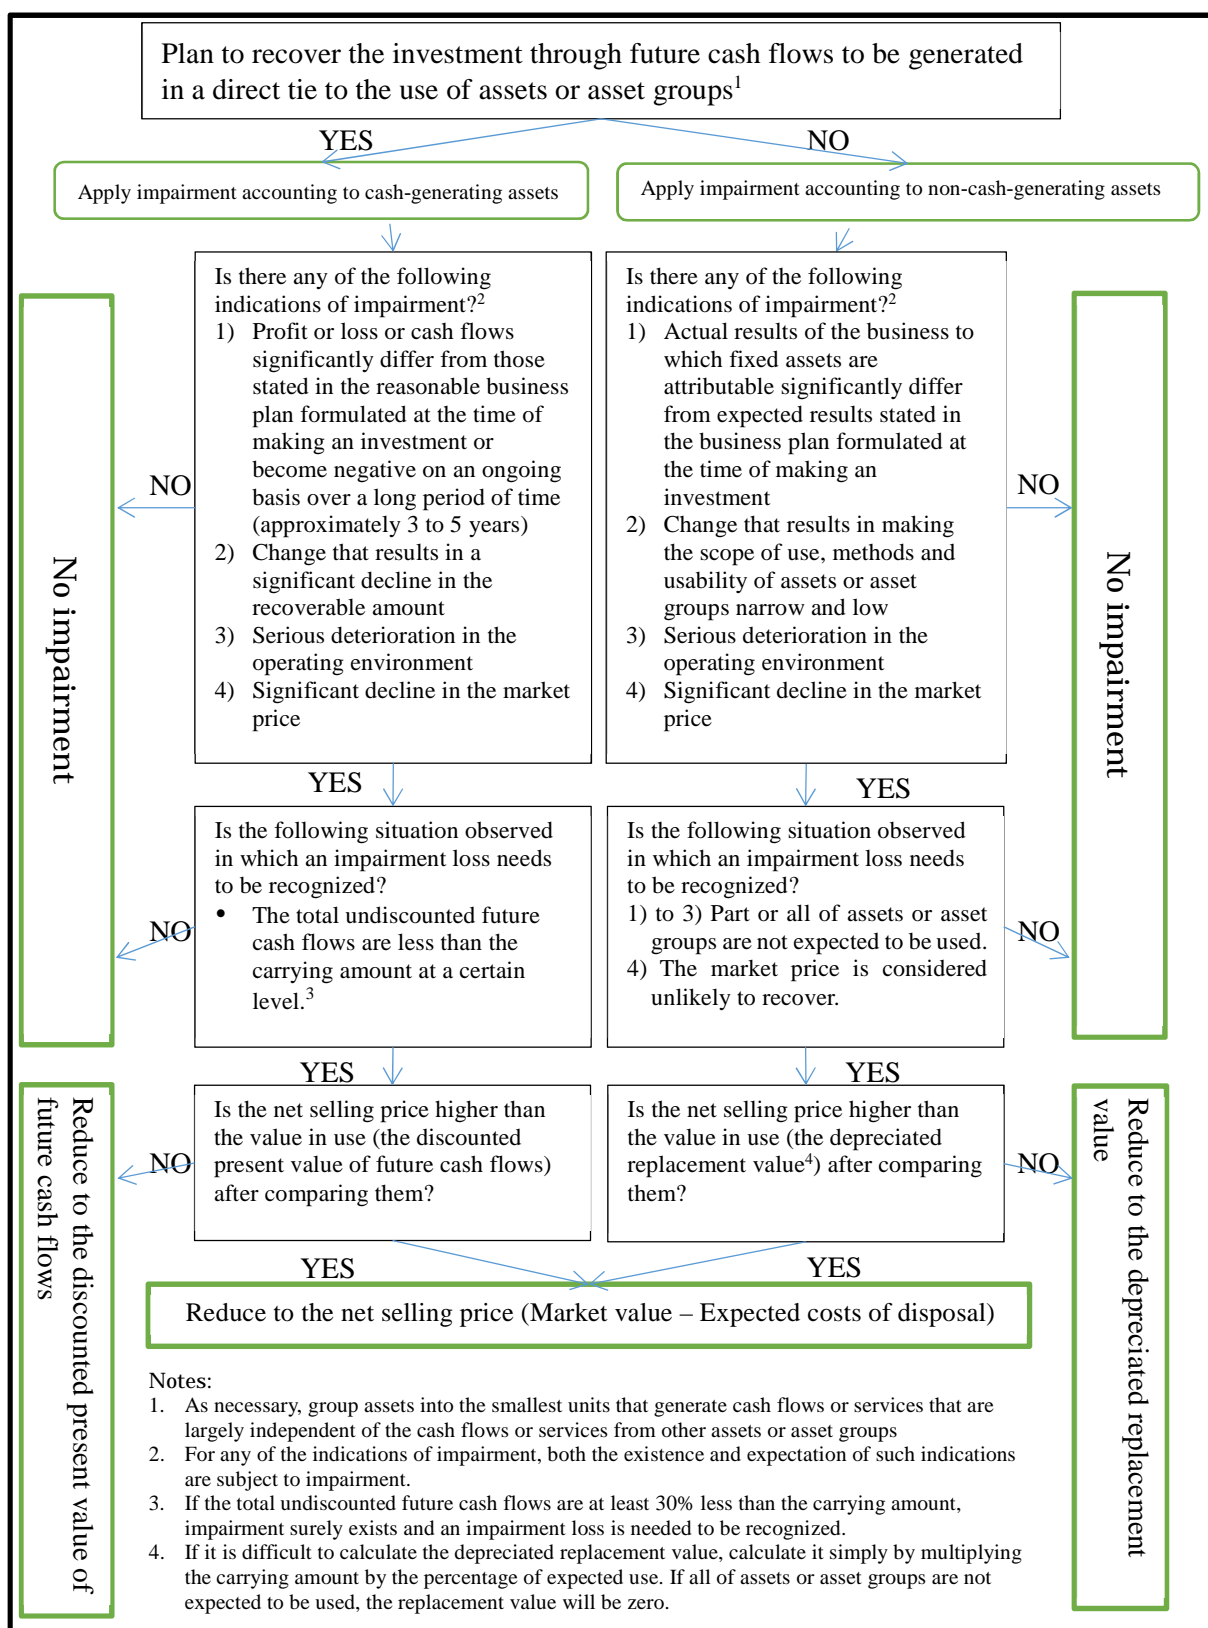 Plan to recover the investment through future cash flows to be generated
in a direct tie to the use of assets or asset groups1
YES
NO
Apply impairment accounting to cash-generating assets
Apply impairment accounting to non-cash-generating assets
Is there any of the following
indications of impairment?2
1) Profit or loss or cash flows
significantly differ from those
stated in the reasonable business
plan formulated at the time of
making an investment or
become negative on an ongoing
basis over a long period of time
(approximately 3 to 5 years)
2) Change that results in a
significant decline in the
recoverable amount
3) Serious deterioration in the
operating environment
4) Significant decline in the market
price
Is there any of the following
indications of impairment?2
1) Actual results of the business to
which fixed assets are
attributable significantly differ
from expected results stated in
the business plan formulated at
the time of making an
investment
2) Change that results in making
the scope of use, methods and
usability of assets or asset
groups narrow and low
3) Serious deterioration in the
operating environment
4) Significant decline in the market
price
NO
NO
No impairment
No impairment
YES
YES
Is the following situation observed
in which an impairment loss needs
to be recognized?
• The total undiscounted future
cash flows are less than the
carrying amount at a certain
level.3
Is the following situation observed
in which an impairment loss needs
to be recognized?
1) to 3) Part or all of assets or asset
groups are not expected to be used.
4) The market price is considered
unlikely to recover.
NO
NO
YES
YES
Is the net selling price higher than
the value in use (the discounted
present value of future cash flows)
after comparing them?
Is the net selling price higher than
the value in use (the depreciated
replacement value4) after comparing
them?
NO
NO
Reduce to the discounted present value of
future cash flows
Reduce to the depreciated replacement
value
YES
YES
Reduce to the net selling price (Market value – Expected costs of disposal)
Notes:
1. As necessary, group assets into the smallest units that generate cash flows or services that are
largely independent of the cash flows or services from other assets or asset groups
2. For any of the indications of impairment, both the existence and expectation of such indications
are subject to impairment.
3. If the total undiscounted future cash flows are at least 30% less than the carrying amount,
impairment surely exists and an impairment loss is needed to be recognized.
4. If it is difficult to calculate the depreciated replacement value, calculate it simply by multiplying
the carrying amount by the percentage of expected use. If all of assets or asset groups are not
expected to be used, the replacement value will be zero.